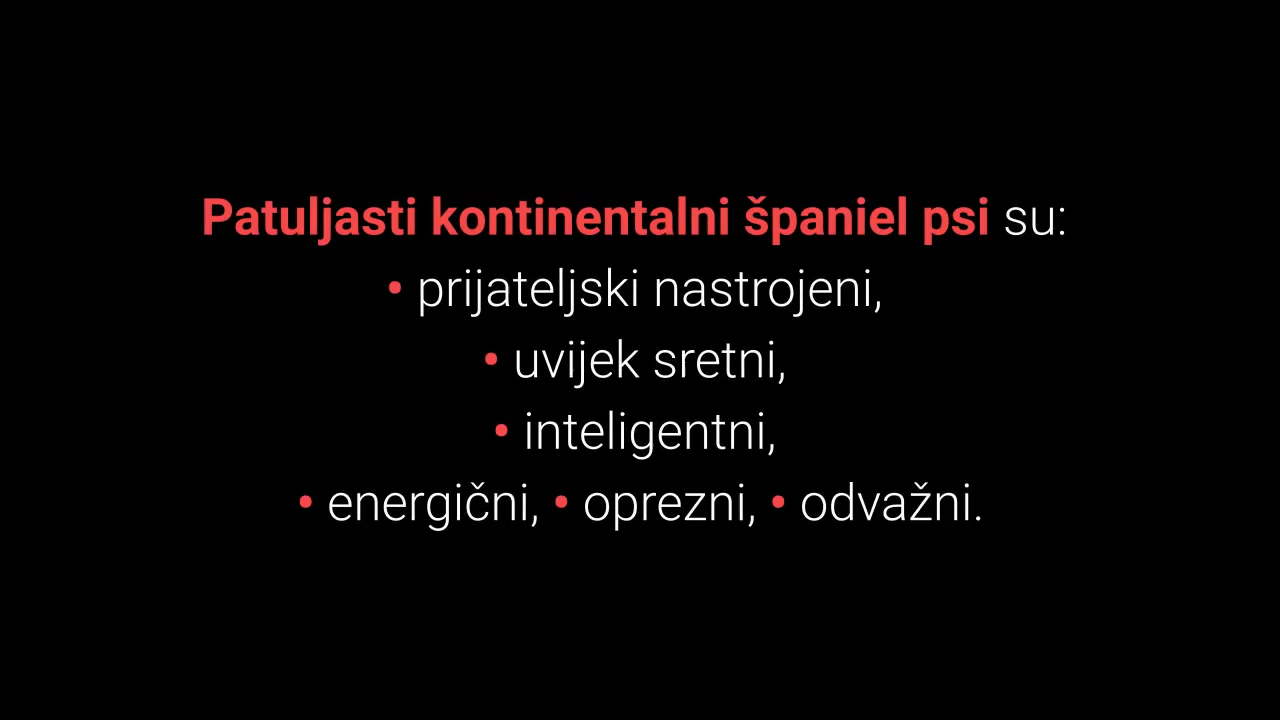 Patuljasti kontinentalni španiel psi su:
• prijateljski nastrojeni,
• uvijek sretni,
• inteligentni,
• energični, • oprezni, • odvažni.